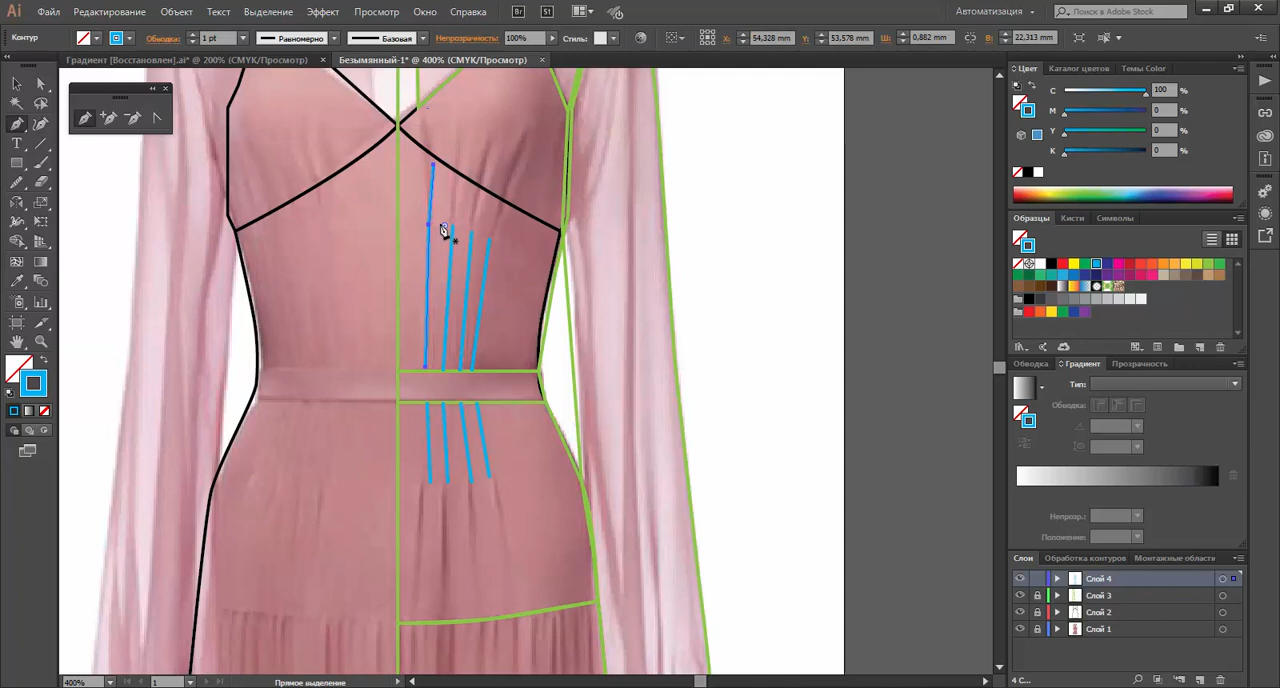 Ai Файл Редактирование Объект Текст Выделение Эффект Просмотр Окно Справка Br St Автоматизация Поиск в Adobe Stock
Контур Обводка: 1 pt Равномерно Базовая Непрозрачность: 100% Стиль: X: 54,328 mm Y: 53,578 mm Ш: 0,882 mm В: 22,313 mm
Градиент [Восстановлен].ai* @ 200% (CMYK/Просмотр) × Безымянный-1* @ 400% (CMYK/Просмотр) ×
Цвет Каталог цветов Темы Color
C 100 %
M 0 %
Y 0 %
K 0 %
Образцы Кисти Символы
Обводка Градиент Прозрачность
Тип:
Обводка:
Непрозр.:
Положение:
Слои Обработка контуров Монтажные области
Слой 4
Слой 3
Слой 2
Слой 1
400% 1 Прямое выделение 4 С...